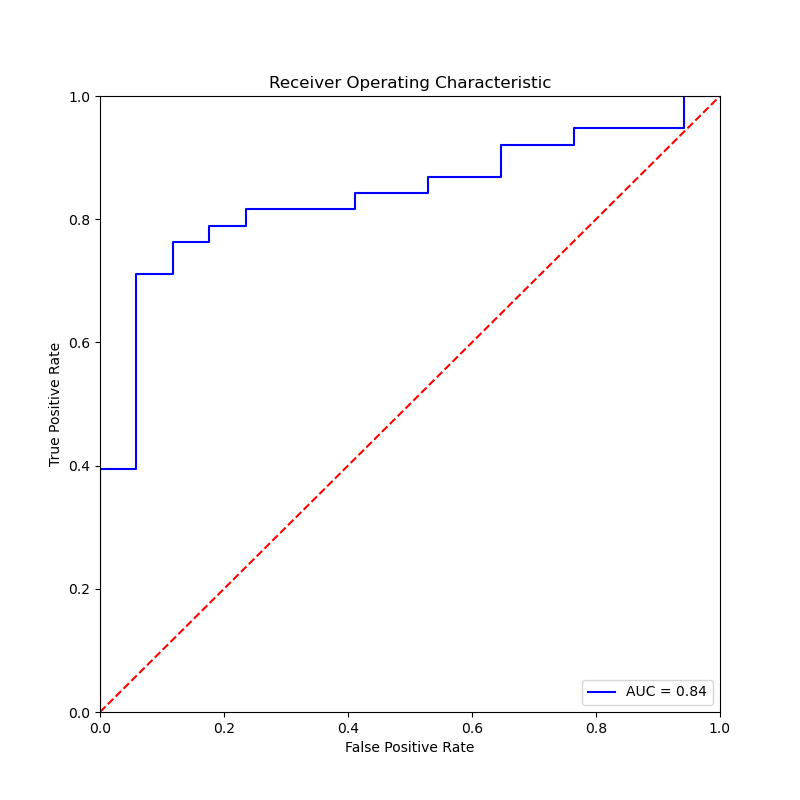 Receiver Operating Characteristic
1.0
0.8
0.6
0.4
0.2
0.0
True Positive Rate
AUC = 0.84
0.0 0.2 0.4 0.6 0.8 1.0
False Positive Rate